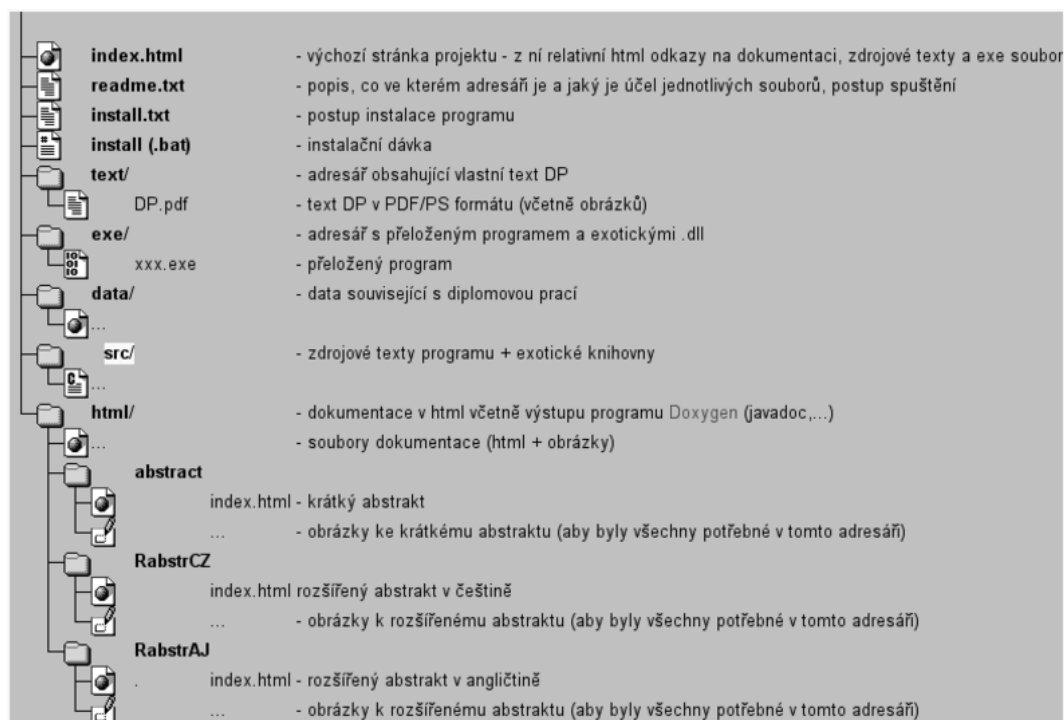 index.html - výchozí stránka projektu - z ní relativní html odkazy na dokumentaci, zdrojové texty a exe soubor
readme.txt - popis, co ve kterém adresáři je a jaký je účel jednotlivých souborů, postup spuštění
install.txt - postup instalace programu
install (.bat) - instalační dávka
text/ - adresář obsahující vlastní text DP
DP.pdf - text DP v PDF/PS formátu (včetně obrázků)
exe/ - adresář s přeloženým programem a exotickými .dll
xxx.exe - přeložený program
data/ - data související s diplomovou prací
...
src/ - zdrojové texty programu + exotické knihovny
...
html/ - dokumentace v html včetně výstupu programu Doxygen (javadoc,...)
... - soubory dokumentace (html + obrázky)
abstract
index.html - krátký abstrakt
... - obrázky ke krátkému abstraktu (aby byly všechny potřebné v tomto adresáři)
RabstrCZ
index.html rozšířený abstrakt v češtině
... - obrázky k rozšířenému abstraktu (aby byly všechny potřebné v tomto adresáři)
RabstrAJ
. index.html - rozšířený abstrakt v angličtině
... - obrázky k rozšířenému abstraktu (aby byly všechny potřebné v tomto adresáři)